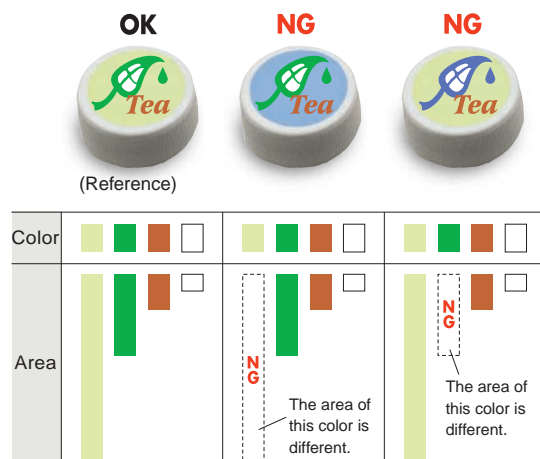 OK
NG
NG
Tea
Tea
Tea
(Reference)
Color
Area
NG
The area of
this color is
different.
NG
The area of
this color is
different.